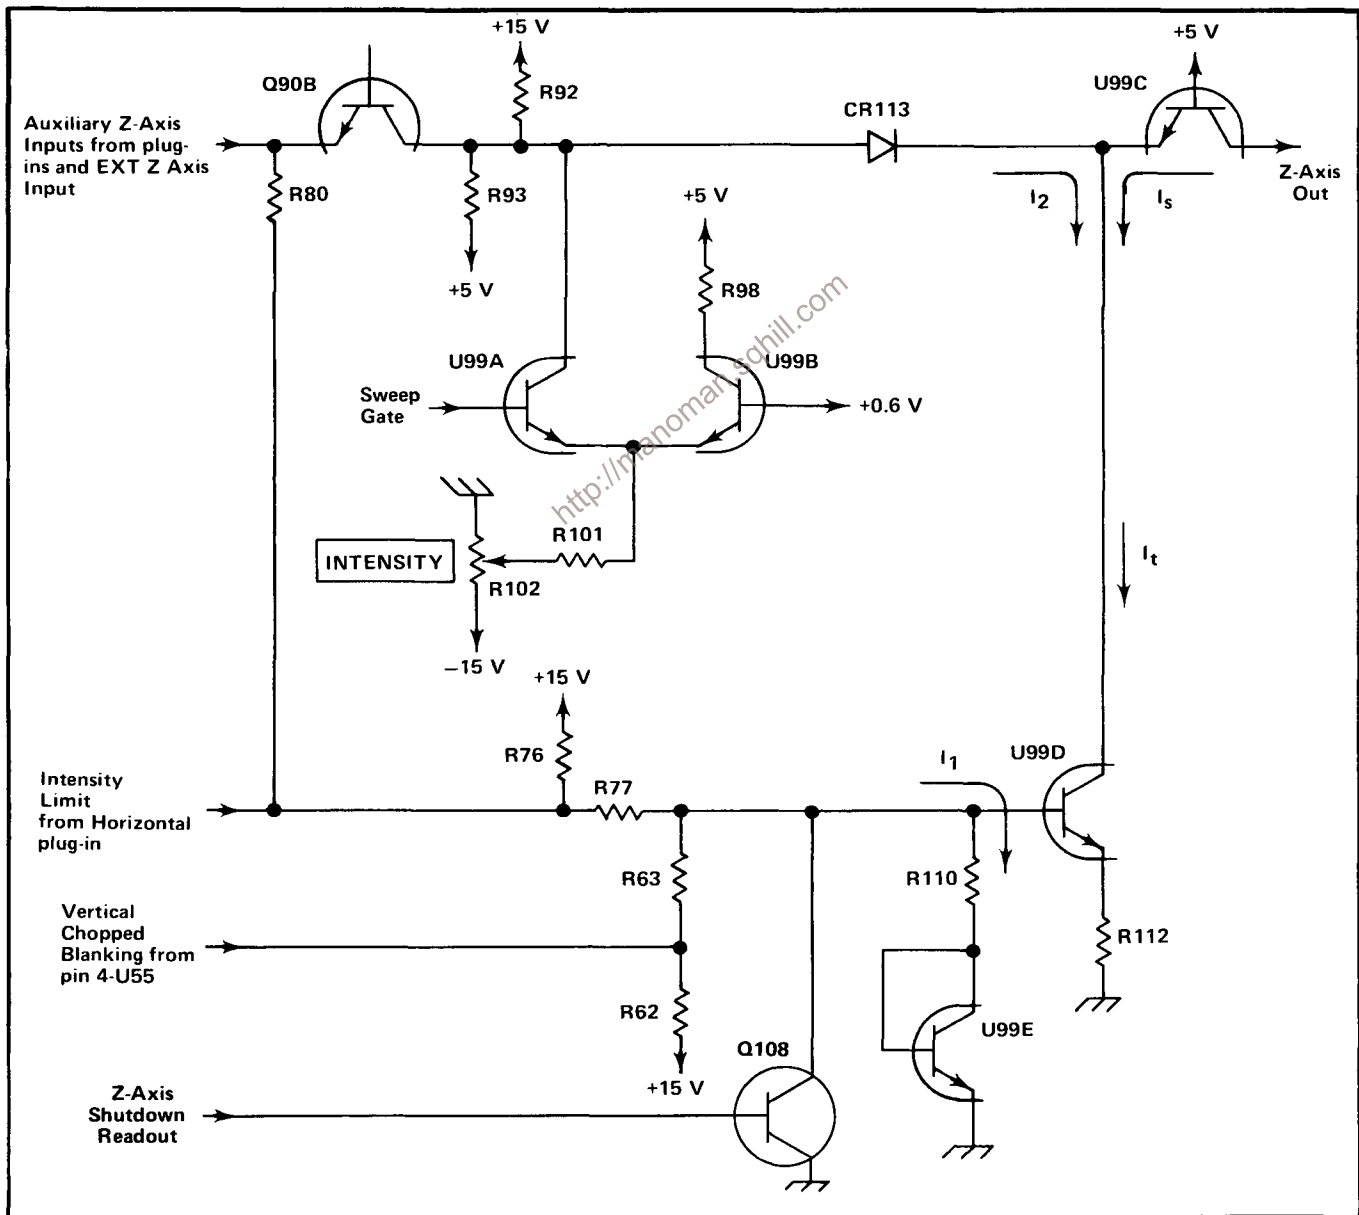 +15 V
+5 V
Q90B
R92
U99C
CR113
Auxiliary Z-Axis
Inputs from plug-
ins and EXT Z Axis
Input
Z-Axis
Out
R80
R93
+5 V
I2
Is
+5 V
R98
U99A
U99B
Sweep
Gate
+0.6 V
http://manoman.sqhill.com
R101
INTENSITY
R102
It
−15 V
+15 V
R76
I1
U99D
Intensity
Limit
from Horizontal
plug-in
R77
R63
R110
Vertical
Chopped
Blanking from
pin 4-U55
R112
R62
U99E
Q108
+15 V
Z-Axis
Shutdown
Readout